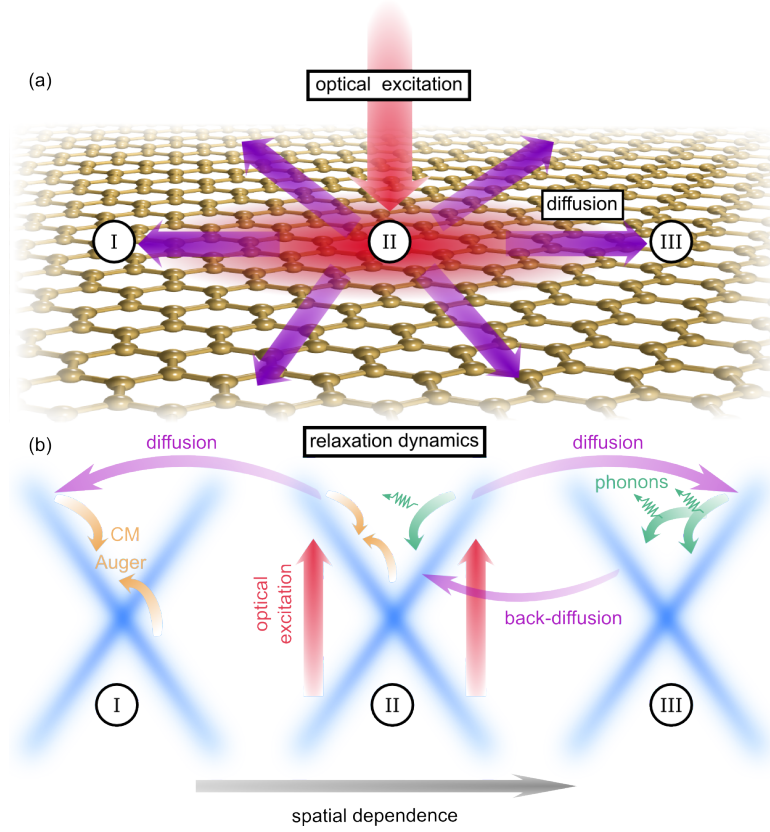 (a)
optical excitation
diffusion
I
II
III
(b)
relaxation dynamics
diffusion
diffusion
phonons
CM
Auger
optical
excitation
back-diffusion
I
II
III
spatial dependence